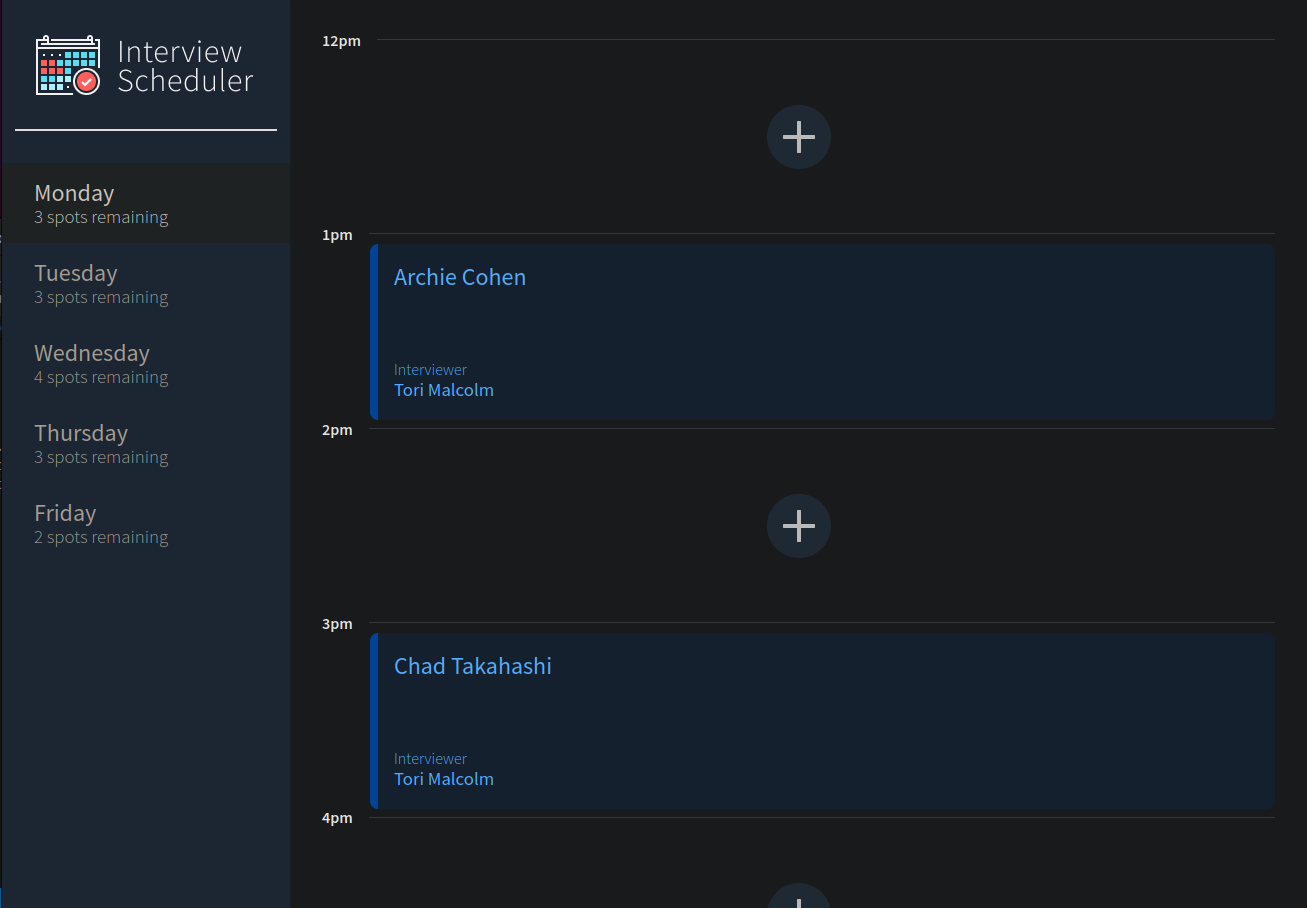 Interview
Scheduler
Monday
3 spots remaining
Tuesday
3 spots remaining
Wednesday
4 spots remaining
Thursday
3 spots remaining
Friday
2 spots remaining
12pm
1pm
Archie Cohen
Interviewer
Tori Malcolm
2pm
3pm
Chad Takahashi
Interviewer
Tori Malcolm
4pm